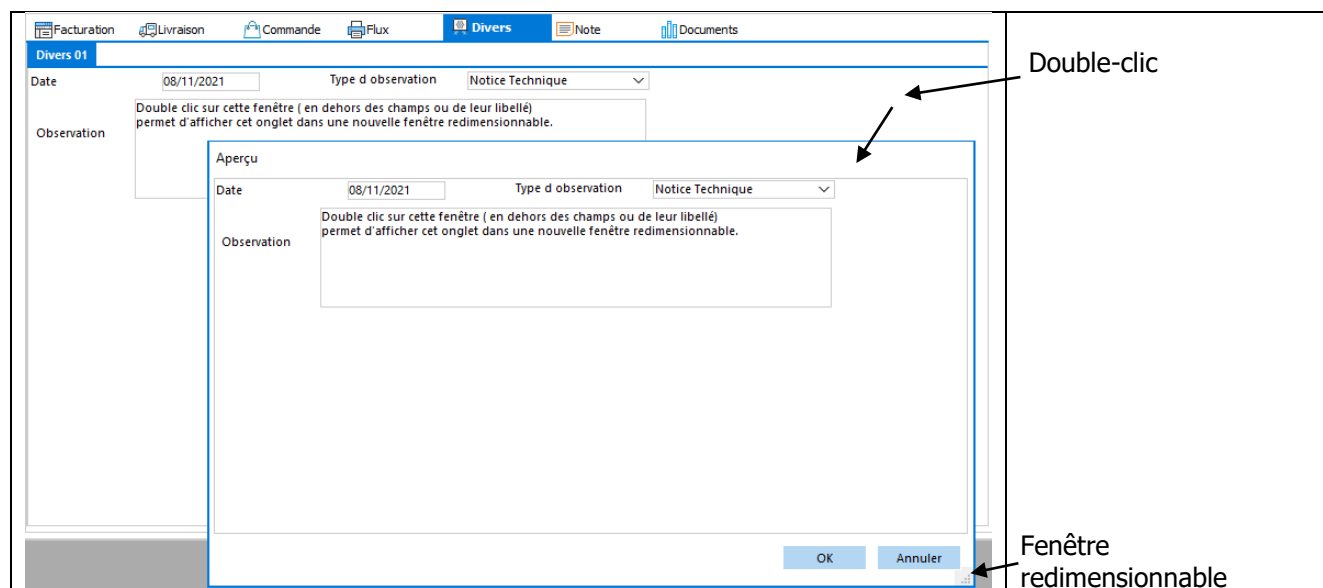 Facturation Livraison Commande Flux Divers Note Documents
Divers 01
Date 08/11/2021 Type d observation Notice Technique
Observation
Double clic sur cette fenêtre ( en dehors des champs ou de leur libellé)
permet d'afficher cet onglet dans une nouvelle fenêtre redimensionnable.
Aperçu
Date 08/11/2021 Type d observation Notice Technique
Observation
Double clic sur cette fenêtre ( en dehors des champs ou de leur libellé)
permet d'afficher cet onglet dans une nouvelle fenêtre redimensionnable.
OK Annuler
Double-clic
Fenêtre
redimensionnable